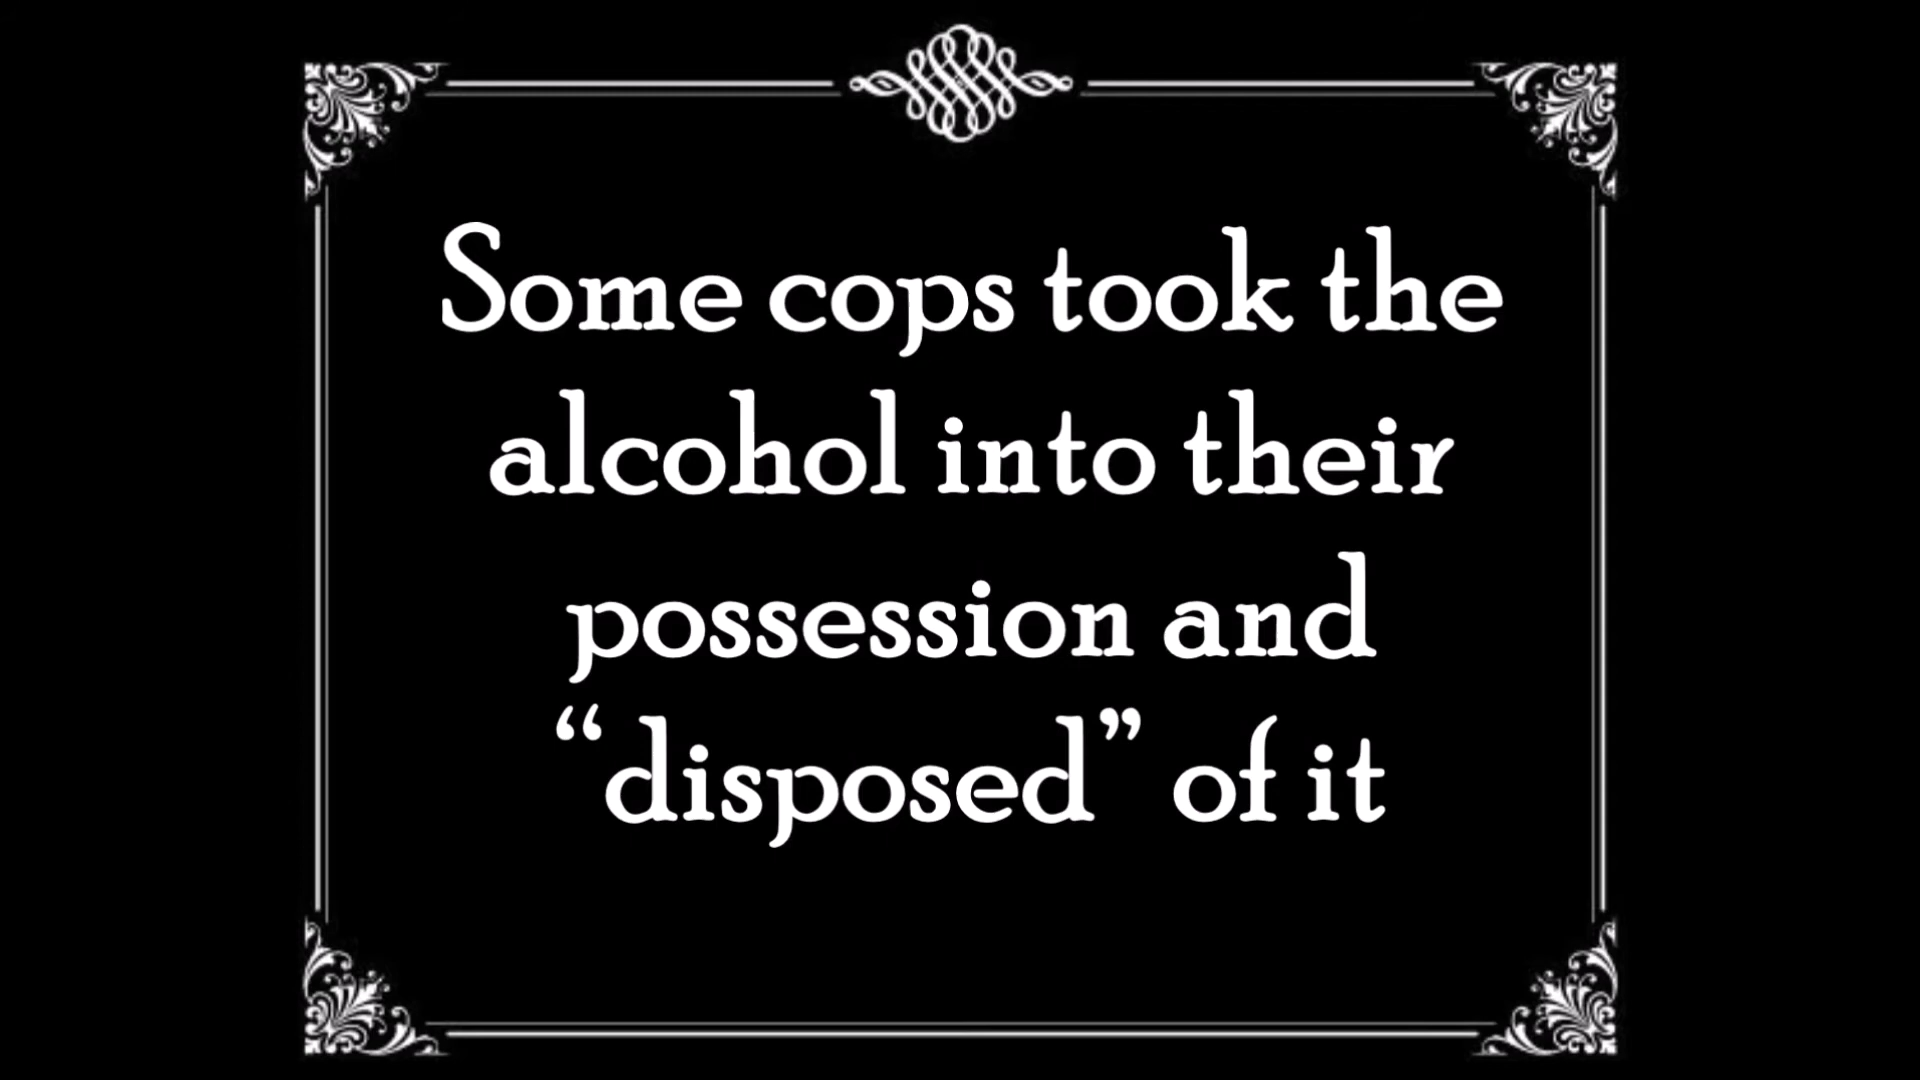 Some cops took the
alcohol into their
possession and
“disposed” of it